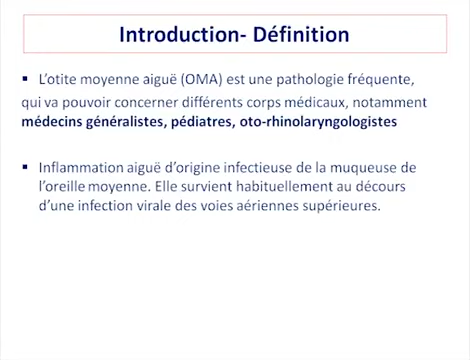 Introduction- Définition
▪ L'otite moyenne aiguë (OMA) est une pathologie fréquente,
qui va pouvoir concerner différents corps médicaux, notamment
médecins généralistes, pédiatres, oto-rhinolaryngologistes
▪ Inflammation aiguë d'origine infectieuse de la muqueuse de
l'oreille moyenne. Elle survient habituellement au décours
d'une infection virale des voies aériennes supérieures.